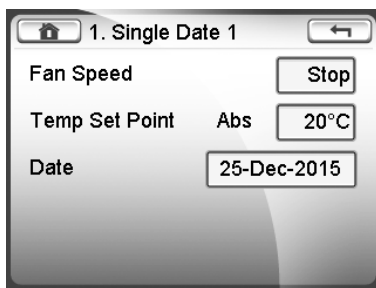 1. Single Date 1
Fan Speed Stop
Temp Set Point Abs 20°C
Date 25-Dec-2015